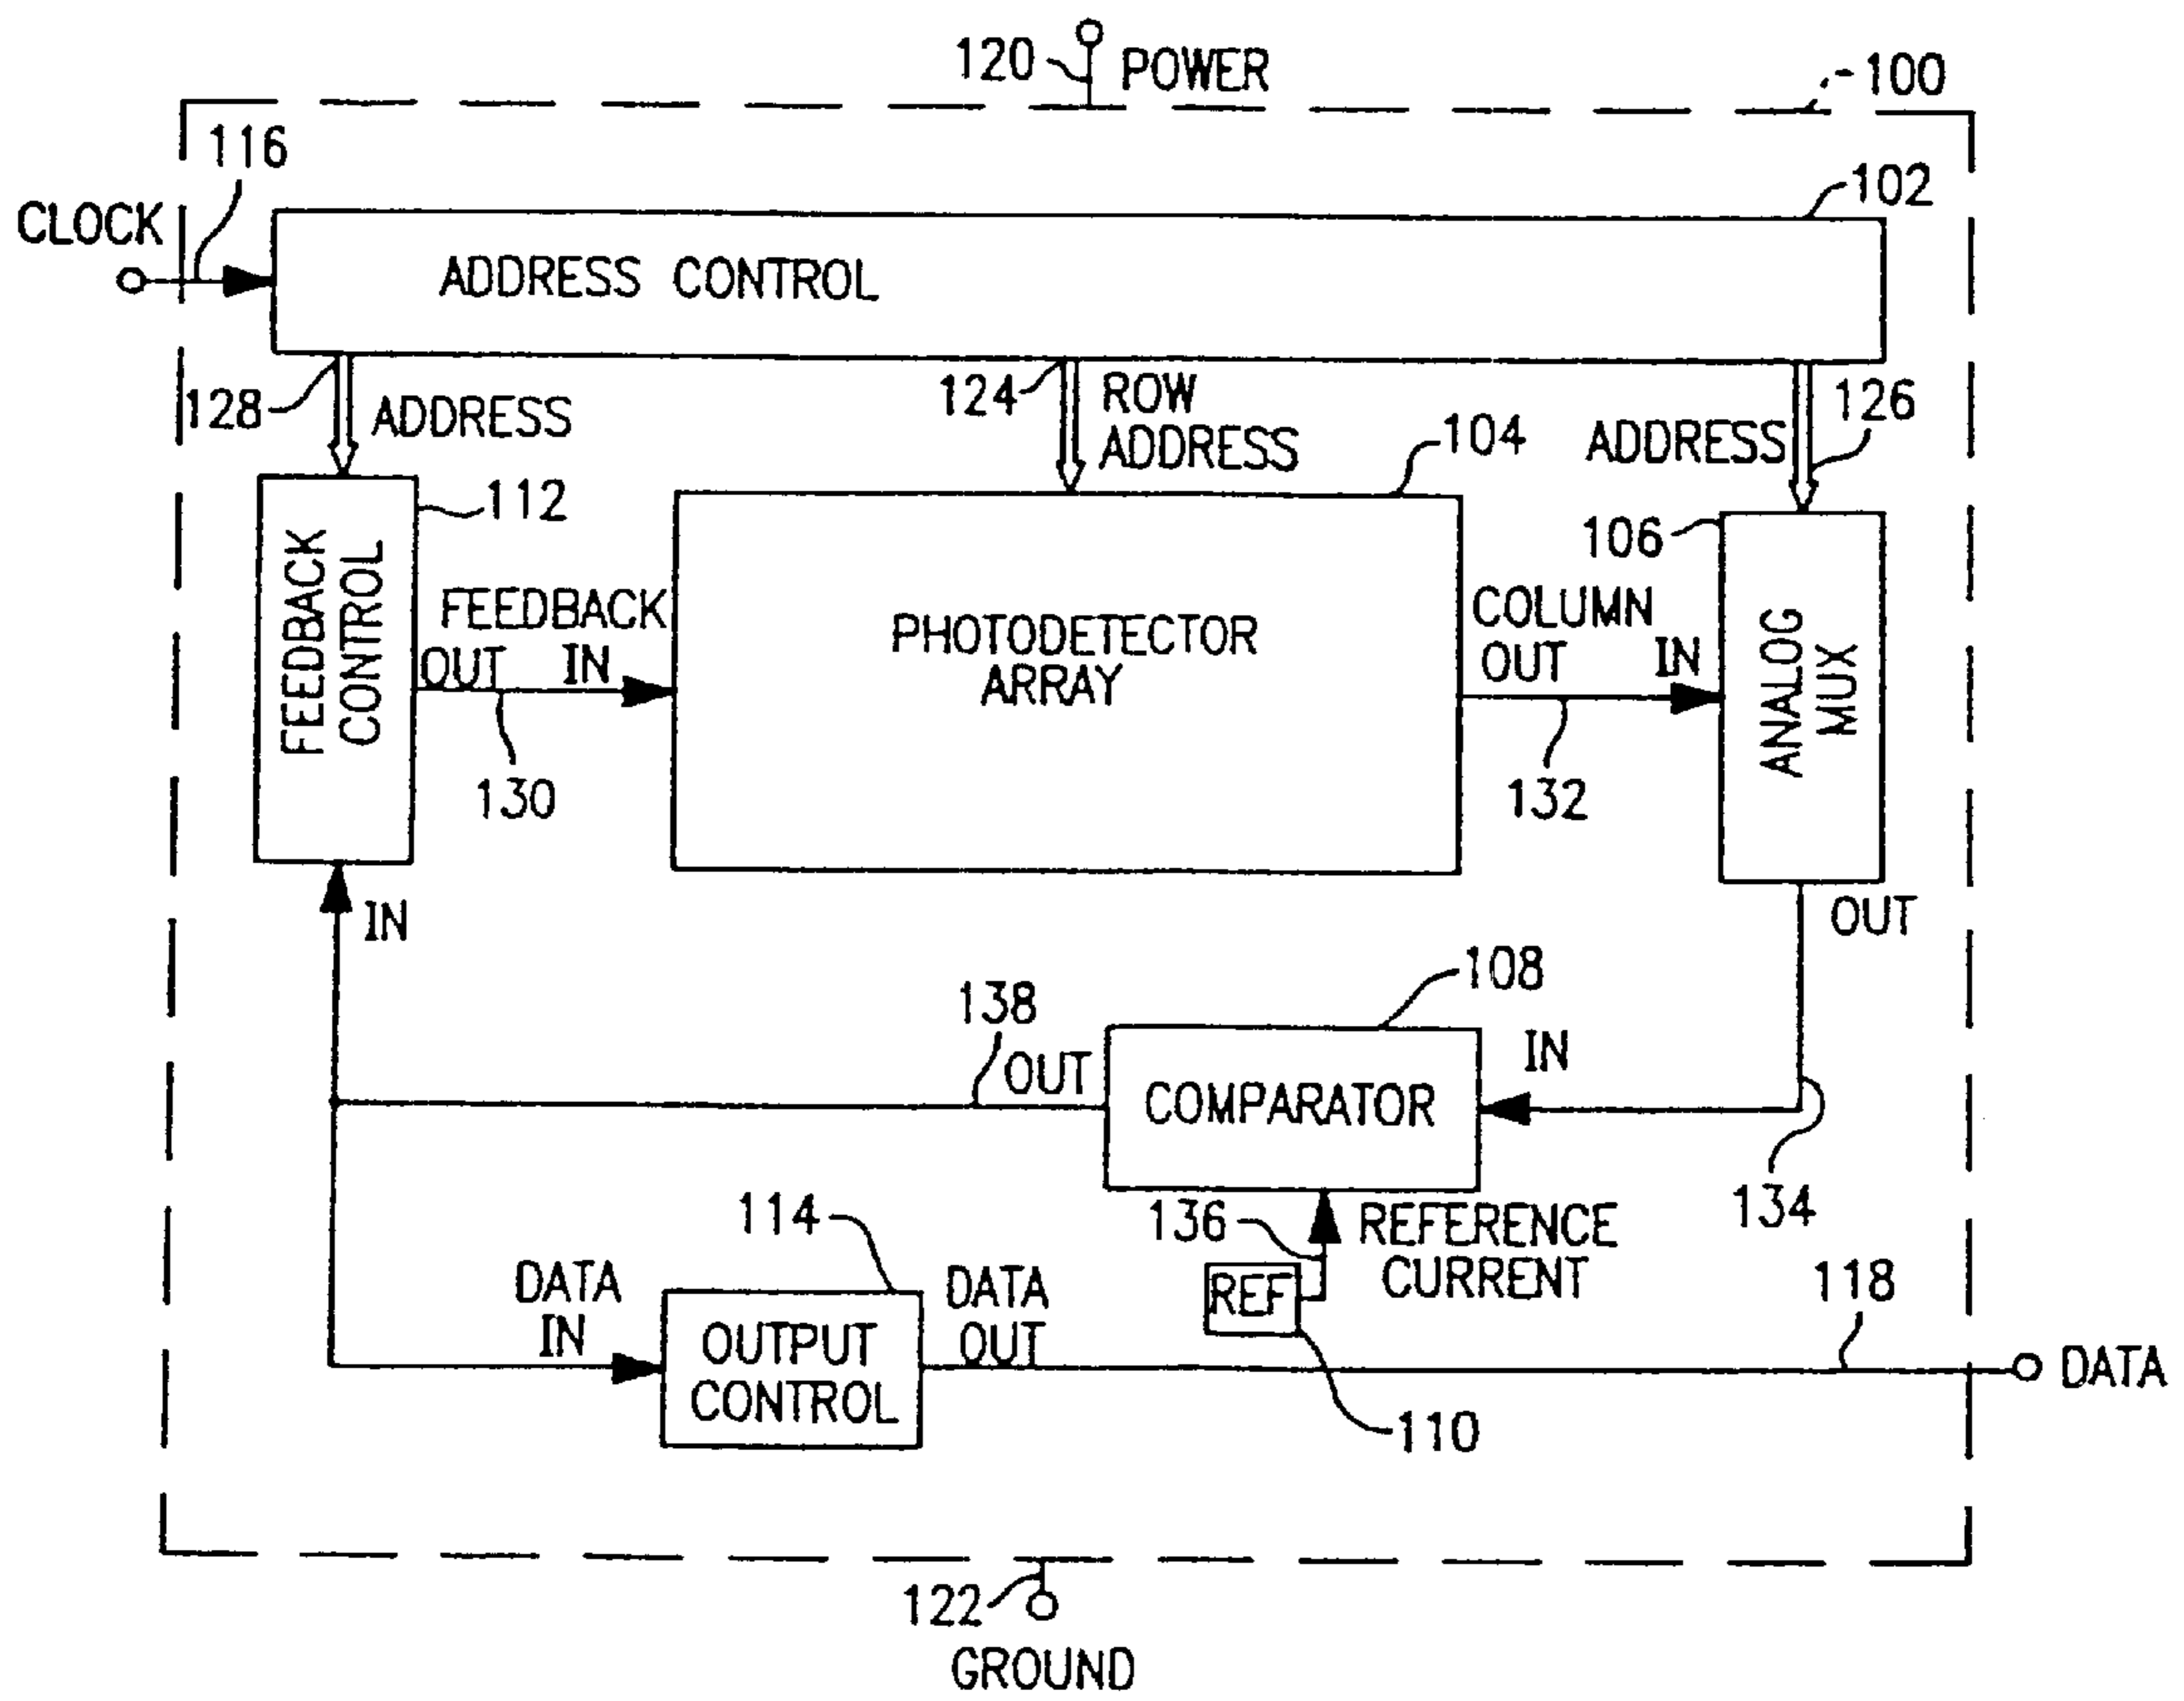 120
POWER
100
116
CLOCK
102
ADDRESS CONTROL
128
ADDRESS
124
ROW
ADDRESS
104
ADDRESS
126
112
106
FEEDBACK
CONTROL
FEEDBACK
OUT
IN
130
PHOTODETECTOR
ARRAY
COLUMN
OUT
IN
132
ANALOG
MUX
IN
OUT
138
OUT
108
COMPARATOR
IN
134
136
REFERENCE
CURRENT
REF
110
114
DATA
IN
OUTPUT
CONTROL
DATA
OUT
118
DATA
122
GROUND